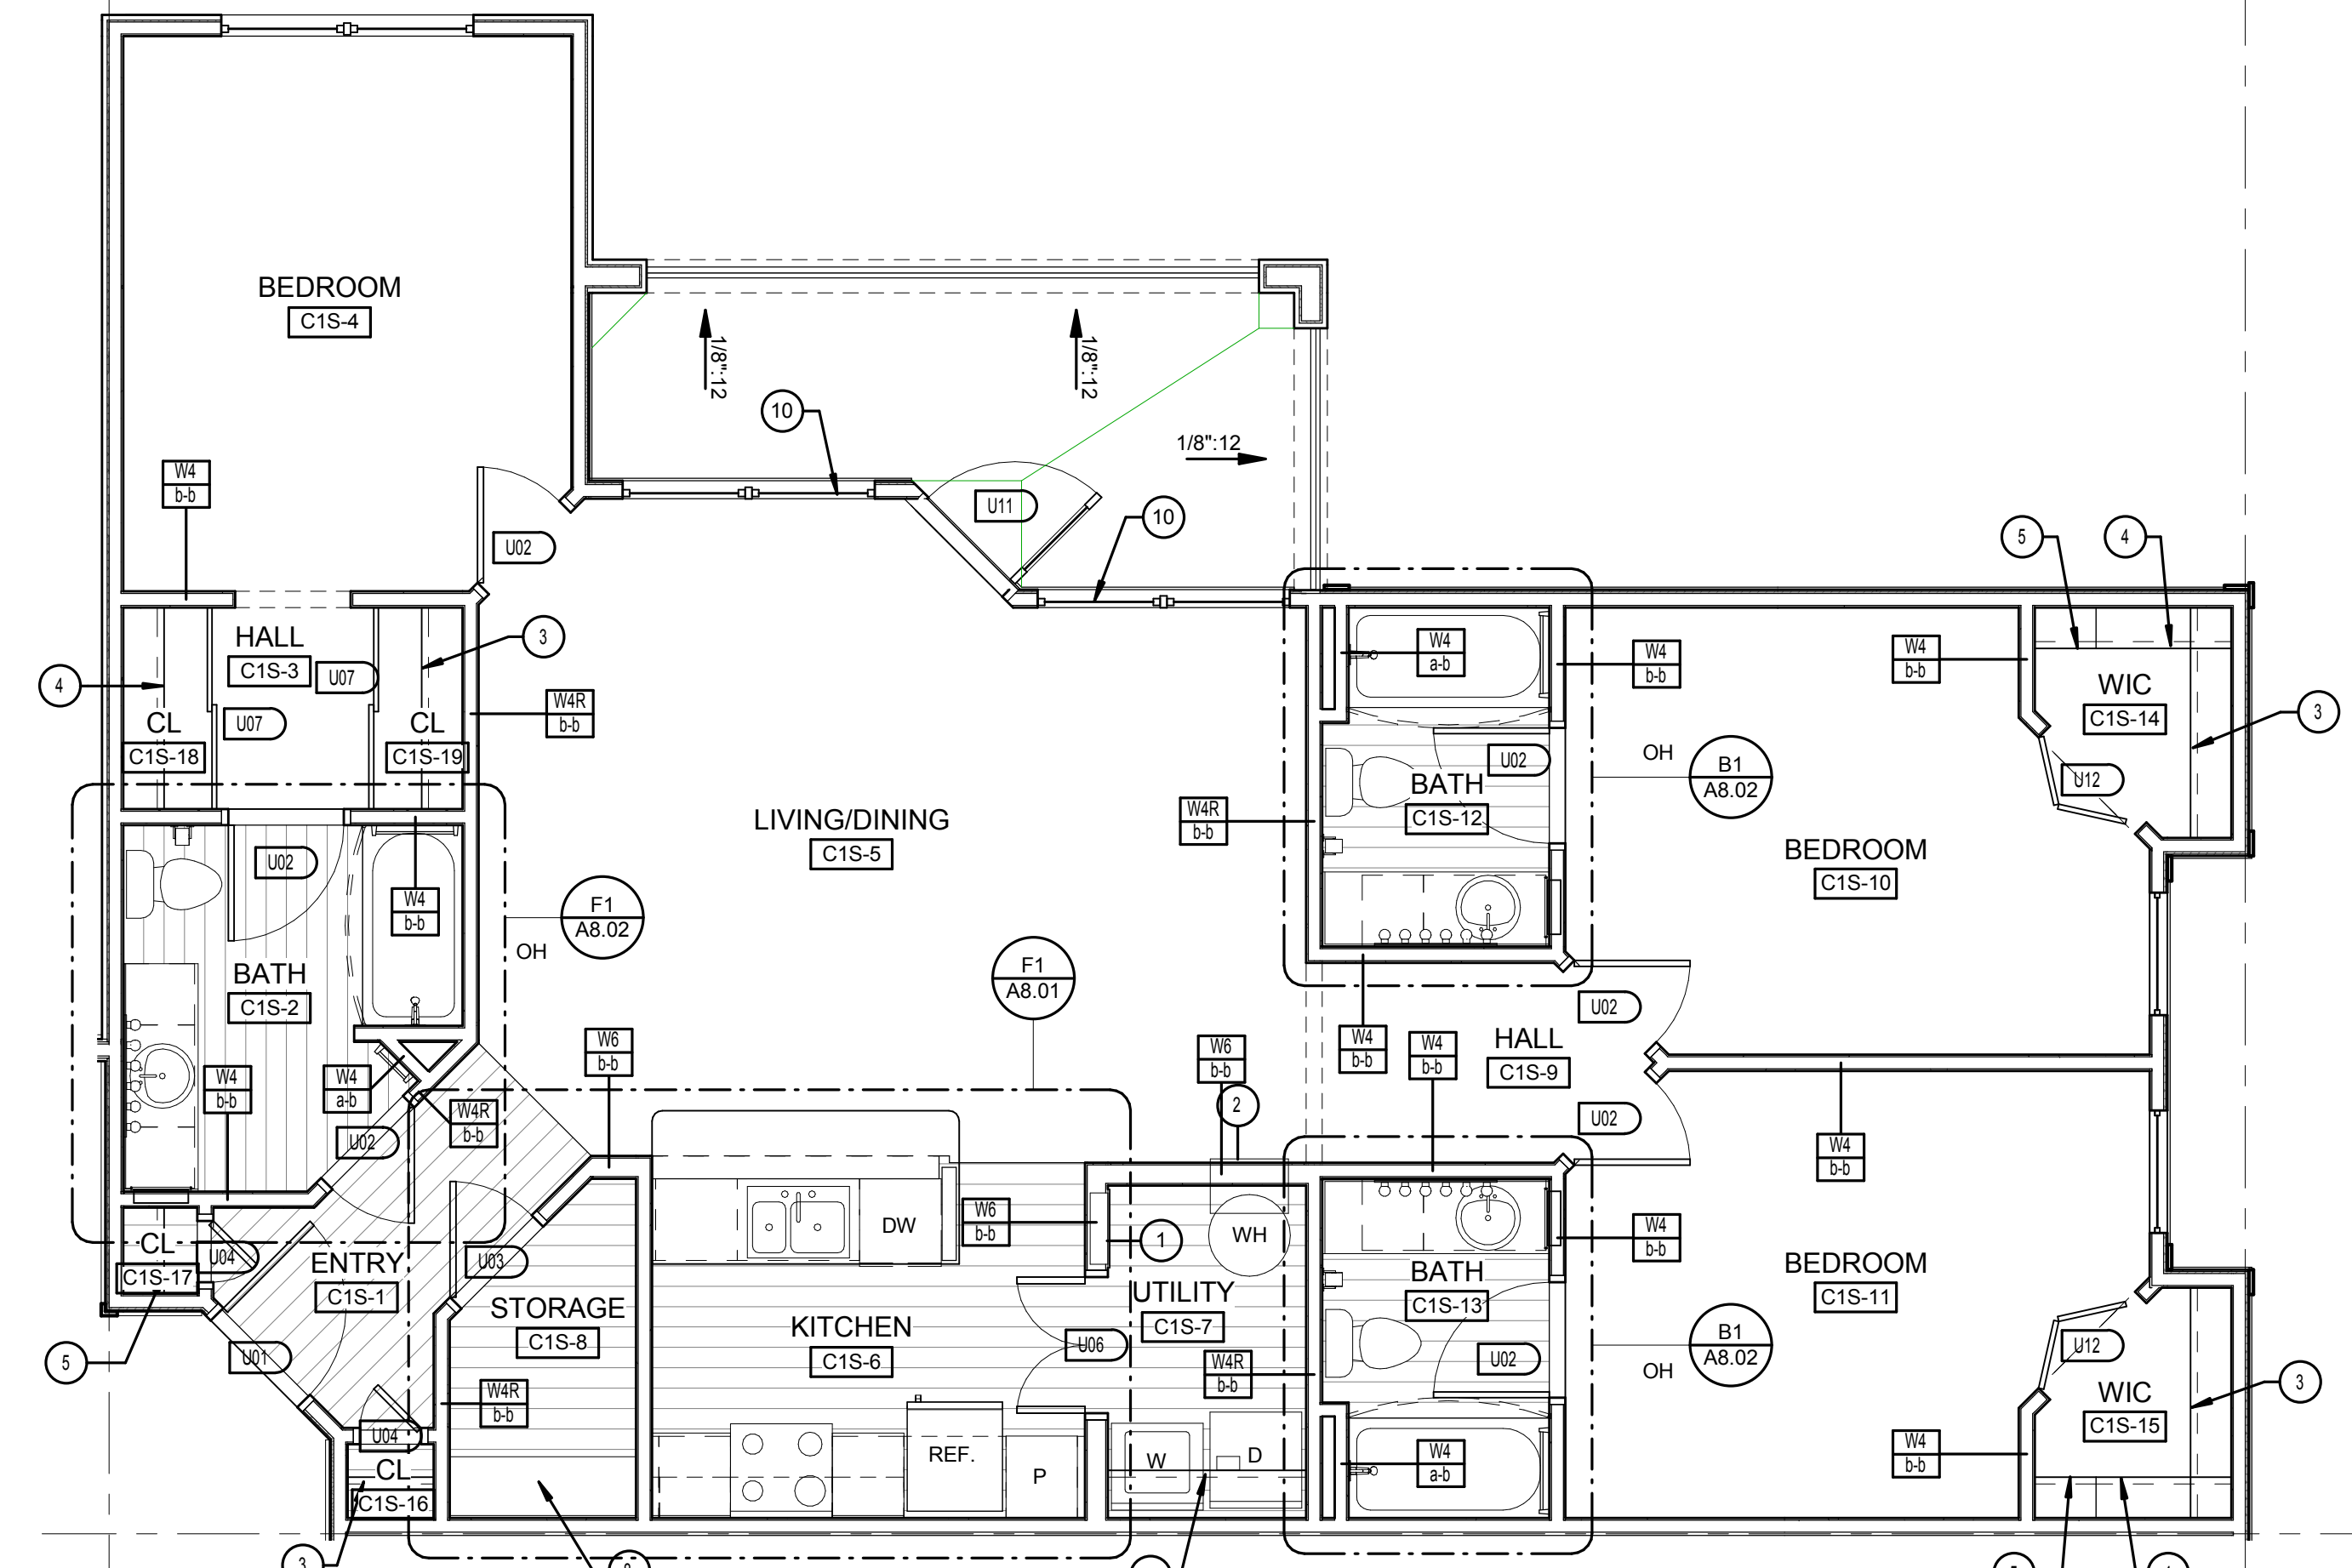 BEDROOM
C1S-4
1/8":12
1/8":12
10
1/8":12
W4
b-b
U11
10
U02
5
4
HALL
C1S-3
U07
3
4
U07
CL
C1S-18
CL
C1S-19
W4R
b-b
W4
a-b
W4
b-b
W4
b-b
WIC
C1S-14
3
OH
B1
A8.02
U02
U12
BATH
C1S-12
W4R
b-b
LIVING/DINING
C1S-5
BEDROOM
C1S-10
U02
W4
b-b
F1
A8.02
OH
BATH
C1S-2
F1
A8.01
U02
W4
b-b
W4
b-b
HALL
C1S-9
W6
b-b
W6
b-b
2
W4
b-b
W4
a-b
W4R
b-b
U02
U02
W4
b-b
W6
b-b
DW
1
WH
W4
b-b
CL
C1S-17
U04
ENTRY
C1S-1
U03
STORAGE
C1S-8
KITCHEN
C1S-6
UTILITY
C1S-7
BATH
C1S-13
BEDROOM
C1S-11
5
U01
U06
U02
B1
A8.02
OH
U12
W4R
b-b
W4R
b-b
WIC
C1S-15
3
U04
CL
C1S-16
REF.
P
W
D
W4
a-b
W4
b-b
3